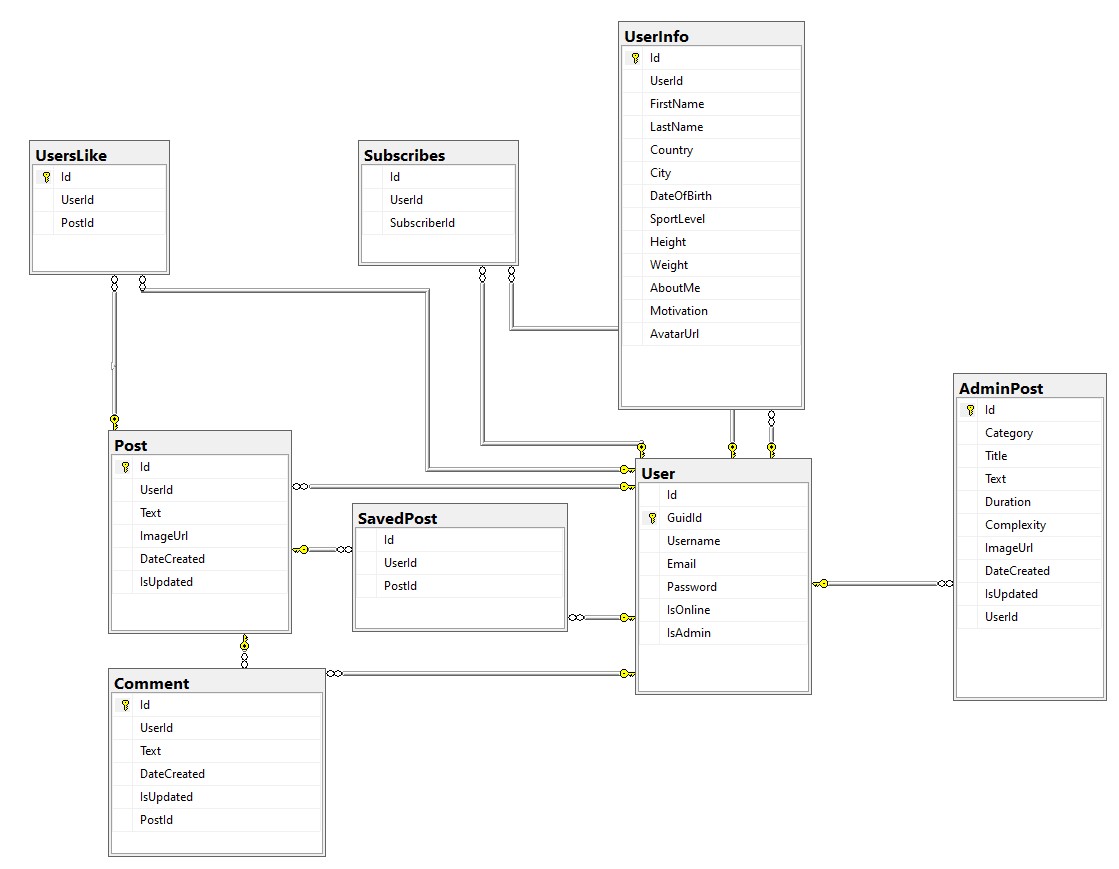 UserInfo
Id
UserId
FirstName
LastName
Country
City
DateOfBirth
SportLevel
Height
Weight
AboutMe
Motivation
AvatarUrl
UsersLike
Id
UserId
PostId
Subscribes
Id
UserId
SubscriberId
AdminPost
Id
Category
Title
Text
Duration
Complexity
ImageUrl
DateCreated
IsUpdated
UserId
Post
Id
UserId
Text
ImageUrl
DateCreated
IsUpdated
User
Id
GuidId
Username
Email
Password
IsOnline
IsAdmin
SavedPost
Id
UserId
PostId
Comment
Id
UserId
Text
DateCreated
IsUpdated
PostId